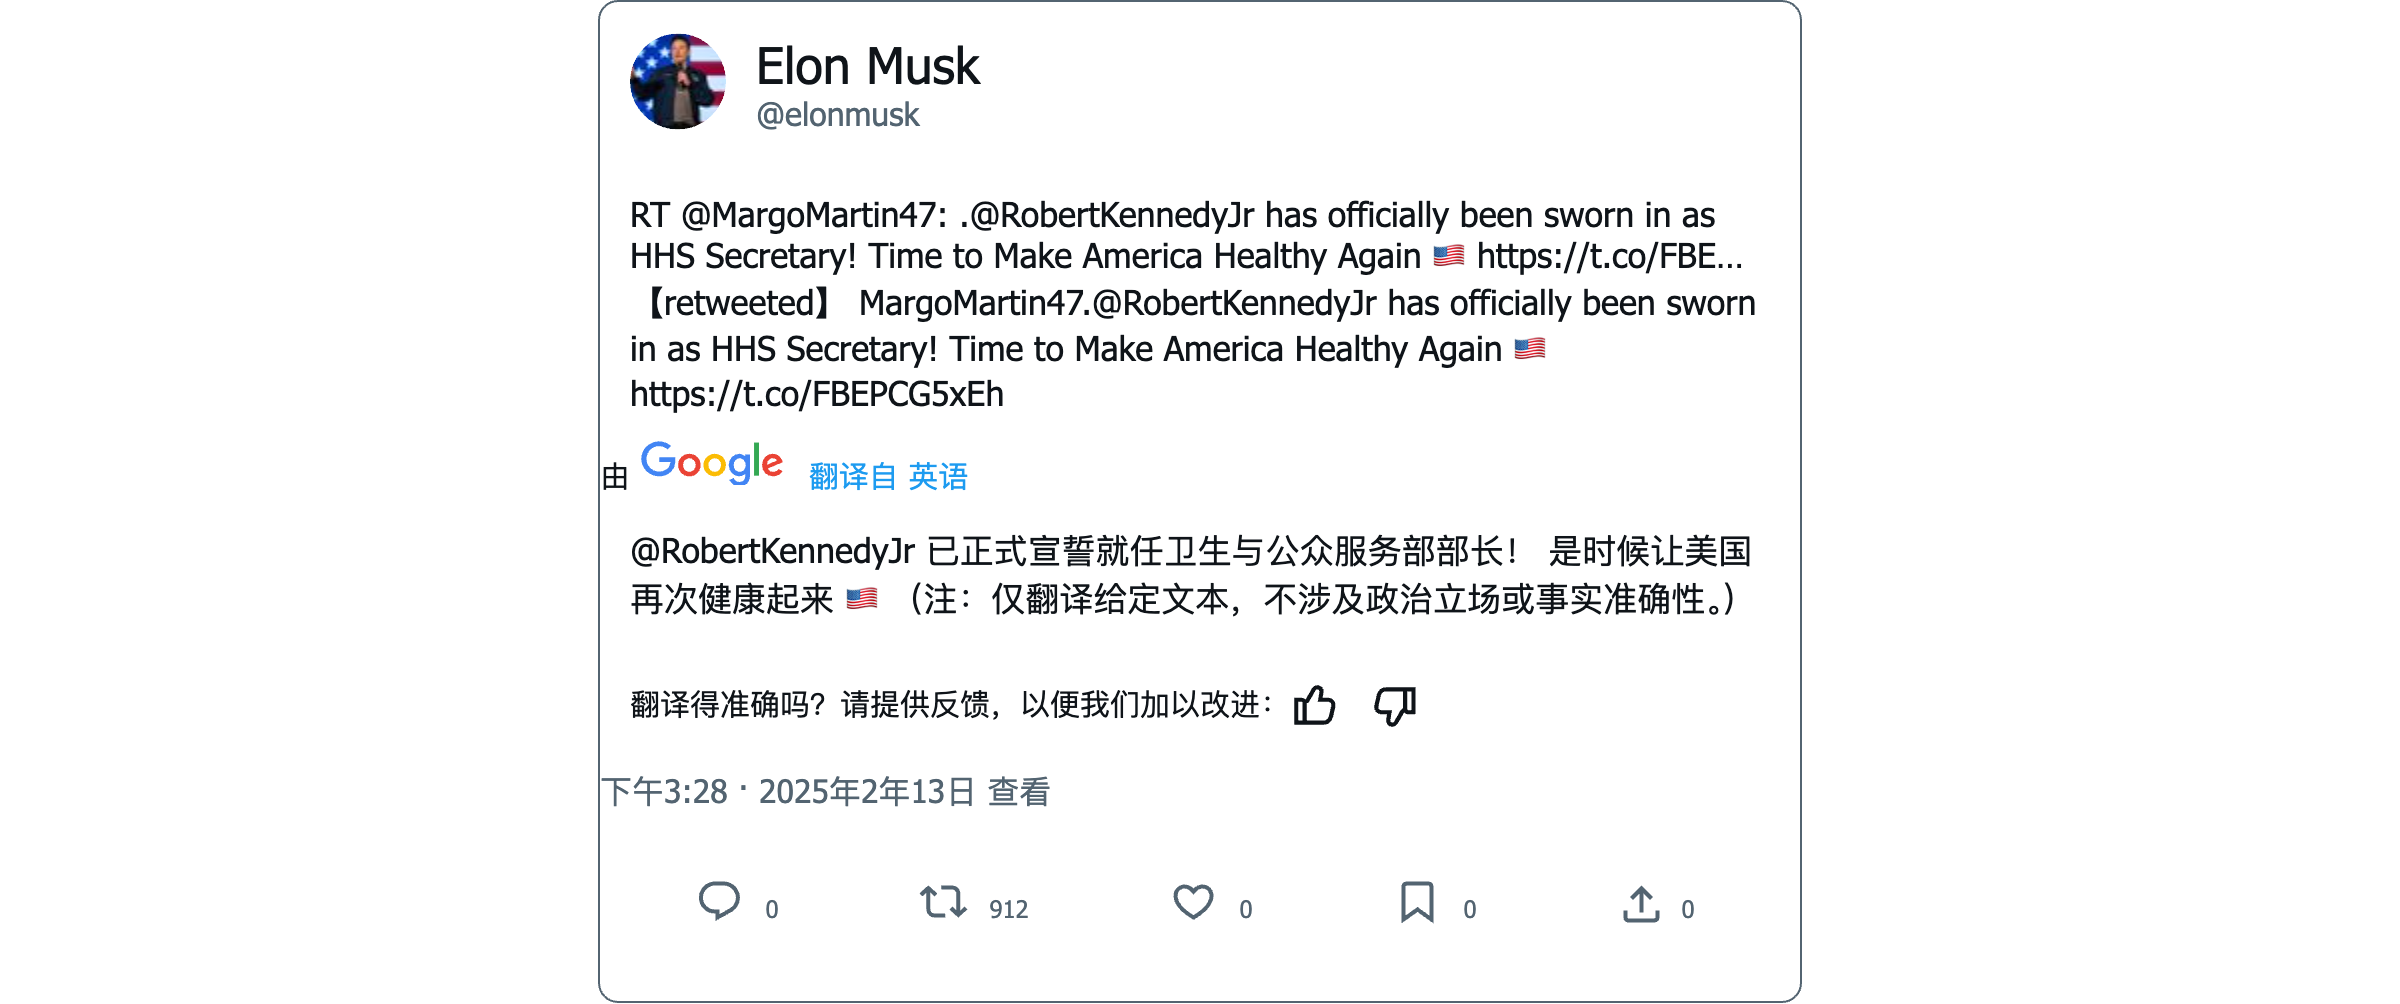 Elon Musk
@elonmusk
RT @MargoMartin47: .@RobertKennedyJr has officially been sworn in as
HHS Secretary! Time to Make America Healthy Again 🇺🇸 https://t.co/FBE…
【retweeted】 MargoMartin47.@RobertKennedyJr has officially been sworn
in as HHS Secretary! Time to Make America Healthy Again 🇺🇸
https://t.co/FBEPCG5xEh
由 Google 翻译自 英语
@RobertKennedyJr 已正式宣誓就任卫生与公众服务部部长！ 是时候让美国
再次健康起来 🇺🇸 （注：仅翻译给定文本，不涉及政治立场或事实准确性。）
翻译得准确吗？请提供反馈，以便我们加以改进：
下午3:28 · 2025年2年13日 查看
0 912 0 0 0